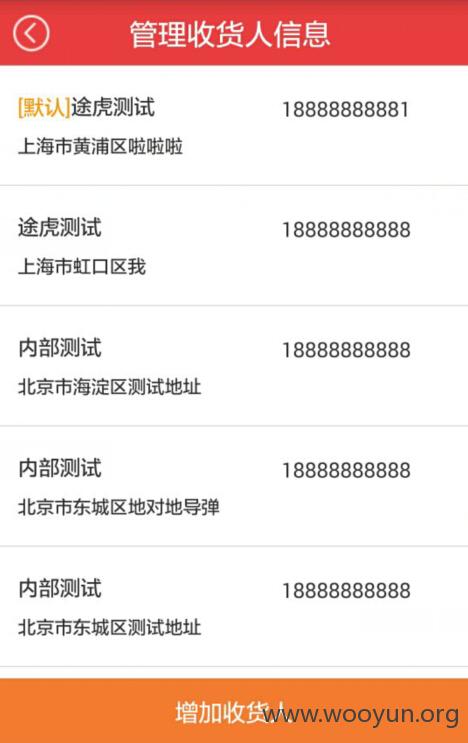 管理收货人信息
[默认]途虎测试 18888888881
上海市黄浦区啦啦啦
途虎测试 18888888888
上海市虹口区我
内部测试 18888888888
北京市海淀区测试地址
内部测试 18888888888
北京市东城区地对地导弹
内部测试 18888888888
北京市东城区测试地址
增加收货人
www.wooyun.org